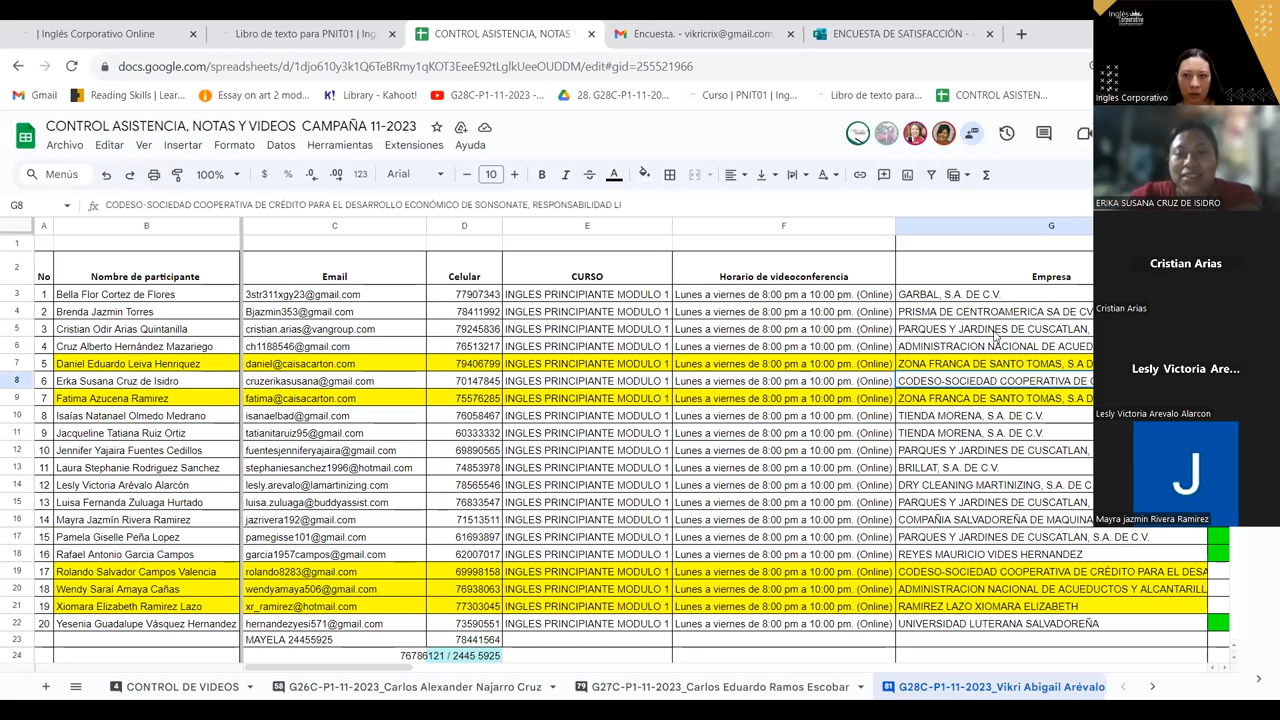 | Inglés Corporativo Online
Libro de texto para PNIT01 | Ing
CONTROL ASISTENCIA, NOTAS
Encuesta. - vikricrix@gmail.com
ENCUESTA DE SATISFACCIÓN -
docs.google.com/spreadsheets/d/1djo610y3k1Q6TeBRmy1qKOT3EeeE92tLglkUeeOUDDM/edit#gid=255521966
Gmail
Reading Skills | Lear...
Essay on art 2 mod...
Library - Kah...
G28C-P1-11-2023 -...
28. G28C-P1-11-20...
Curso | PNIT01 | Ing...
Libro de texto para...
CONTROL ASISTEN...
CONTROL ASISTENCIA, NOTAS Y VIDEOS CAMPAÑA 11-2023
Archivo Editar Ver Insertar Formato Datos Herramientas Extensiones Ayuda
Menús 100% $ % .0 .00 123 Arial 10 B I S A
G8 fx CODESO-SOCIEDAD COOPERATIVA DE CRÉDITO PARA EL DESARROLLO ECONÓMICO DE SONSONATE, RESPONSABILIDAD LI
A B C D E F G
1
2 No Nombre de participante Email Celular CURSO Horario de videoconferencia Empresa
3 1 Bella Flor Cortez de Flores 3str311xgy23@gmail.com 77907343 INGLES PRINCIPIANTE MODULO 1 Lunes a viernes de 8:00 pm a 10:00 pm. (Online) GARBAL, S.A. DE C.V.
4 2 Brenda Jazmin Torres Bjazmin353@gmail.com 78411992 INGLES PRINCIPIANTE MODULO 1 Lunes a viernes de 8:00 pm a 10:00 pm. (Online) PRISMA DE CENTROAMERICA SA DE CV
5 3 Cristian Odir Arias Quintanilla cristian.arias@vangroup.com 79245836 INGLES PRINCIPIANTE MODULO 1 Lunes a viernes de 8:00 pm a 10:00 pm. (Online) PARQUES Y JARDINES DE CUSCATLAN,
6 4 Cruz Alberto Hernández Mazariego ch1188546@gmail.com 76513217 INGLES PRINCIPIANTE MODULO 1 Lunes a viernes de 8:00 pm a 10:00 pm. (Online) ADMINISTRACION NACIONAL DE ACUED
7 5 Daniel Eduardo Leiva Henriquez daniel@caisacarton.com 79406799 INGLES PRINCIPIANTE MODULO 1 Lunes a viernes de 8:00 pm a 10:00 pm. (Online) ZONA FRANCA DE SANTO TOMAS, S.A D
8 6 Erka Susana Cruz de Isidro cruzerikasusana@gmail.com 70147845 INGLES PRINCIPIANTE MODULO 1 Lunes a viernes de 8:00 pm a 10:00 pm. (Online) CODESO-SOCIEDAD COOPERATIVA DE C
9 7 Fatima Azucena Ramirez fatima@caisacarton.com 75576285 INGLES PRINCIPIANTE MODULO 1 Lunes a viernes de 8:00 pm a 10:00 pm. (Online) ZONA FRANCA DE SANTO TOMAS, S.A D
10 8 Isaías Natanael Olmedo Medrano isanaelbad@gmail.com 76058467 INGLES PRINCIPIANTE MODULO 1 Lunes a viernes de 8:00 pm a 10:00 pm. (Online) TIENDA MORENA, S.A. DE C.V.
11 9 Jacqueline Tatiana Ruiz Ortiz tatianitaruiz95@gmail.com 60333332 INGLES PRINCIPIANTE MODULO 1 Lunes a viernes de 8:00 pm a 10:00 pm. (Online) TIENDA MORENA, S.A. DE C.V.
12 10 Jennifer Yajaira Fuentes Cedillos fuentesjenniferyajaira@gmail.com 69890565 INGLES PRINCIPIANTE MODULO 1 Lunes a viernes de 8:00 pm a 10:00 pm. (Online) PARQUES Y JARDINES DE CUSCATLAN,
13 11 Laura Stephanie Rodriguez Sanchez stephaniesanchez1996@hotmail.com 74853978 INGLES PRINCIPIANTE MODULO 1 Lunes a viernes de 8:00 pm a 10:00 pm. (Online) BRILLAT, S.A. DE C.V.
14 12 Lesly Victoria Arévalo Alarcón lesly.arevalo@lamartinizing.com 78565546 INGLES PRINCIPIANTE MODULO 1 Lunes a viernes de 8:00 pm a 10:00 pm. (Online) DRY CLEANING MARTINIZING, S.A. DE
15 13 Luisa Fernanda Zuluaga Hurtado luisa.zuluaga@buddyassist.com 76835347 INGLES PRINCIPIANTE MODULO 1 Lunes a viernes de 8:00 pm a 10:00 pm. (Online) PARQUES Y JARDINES DE CUSCATLAN,
16 14 Mayra Jazmín Rivera Ramirez jazrivera192@gmail.com 71513511 INGLES PRINCIPIANTE MODULO 1 Lunes a viernes de 8:00 pm a 10:00 pm. (Online) COMPAÑIA SALVADOREÑA DE MAQUINA
17 15 Pamela Giselle Peña Lopez pamegisse101@gmail.com 61693897 INGLES PRINCIPIANTE MODULO 1 Lunes a viernes de 8:00 pm a 10:00 pm. (Online) PARQUES Y JARDINES DE CUSCATLAN, S.A. DE C.V.
18 16 Rafael Antonio Garcia Campos garcia1957campos@gmail.com 62007017 INGLES PRINCIPIANTE MODULO 1 Lunes a viernes de 8:00 pm a 10:00 pm. (Online) REYES MAURICIO VIDES HERNANDEZ
19 17 Rolando Salvador Campos Valencia rolando8283@gmail.com 69998158 INGLES PRINCIPIANTE MODULO 1 Lunes a viernes de 8:00 pm a 10:00 pm. (Online) CODESO-SOCIEDAD COOPERATIVA DE CRÉDITO PARA EL DESA
20 18 Wendy Saraí Amaya Cañas wendyamaya506@gmail.com 76938063 INGLES PRINCIPIANTE MODULO 1 Lunes a viernes de 8:00 pm a 10:00 pm. (Online) ADMINISTRACION NACIONAL DE ACUEDUCTOS Y ALCANTARILL
21 19 Xiomara Elizabeth Ramirez Lazo xr_ramirez@hotmail.com 77303045 INGLES PRINCIPIANTE MODULO 1 Lunes a viernes de 8:00 pm a 10:00 pm. (Online) RAMIREZ LAZO XIOMARA ELIZABETH
22 20 Yesenia Guadalupe Vásquez Hernandez hernandezyesi571@gmail.com 73590551 INGLES PRINCIPIANTE MODULO 1 Lunes a viernes de 8:00 pm a 10:00 pm. (Online) UNIVERSIDAD LUTERANA SALVADOREÑA
23 MAYELA 24455925 78441564
24 76786121 / 2445 5925
4 CONTROL DE VIDEOS
58 G26C-P1-11-2023_Carlos Alexander Najarro Cruz
79 G27C-P1-11-2023_Carlos Eduardo Ramos Escobar
81 G28C-P1-11-2023_Vikri Abigail Arévalo
Inglés Corporativo
Ingles Corporativo
ERIKA SUSANA CRUZ DE ISIDRO
Cristian Arias
Cristian Arias
Lesly Victoria Are...
Lesly Victoria Arevalo Alarcon
J
Mayra jazmin Rivera Ramirez